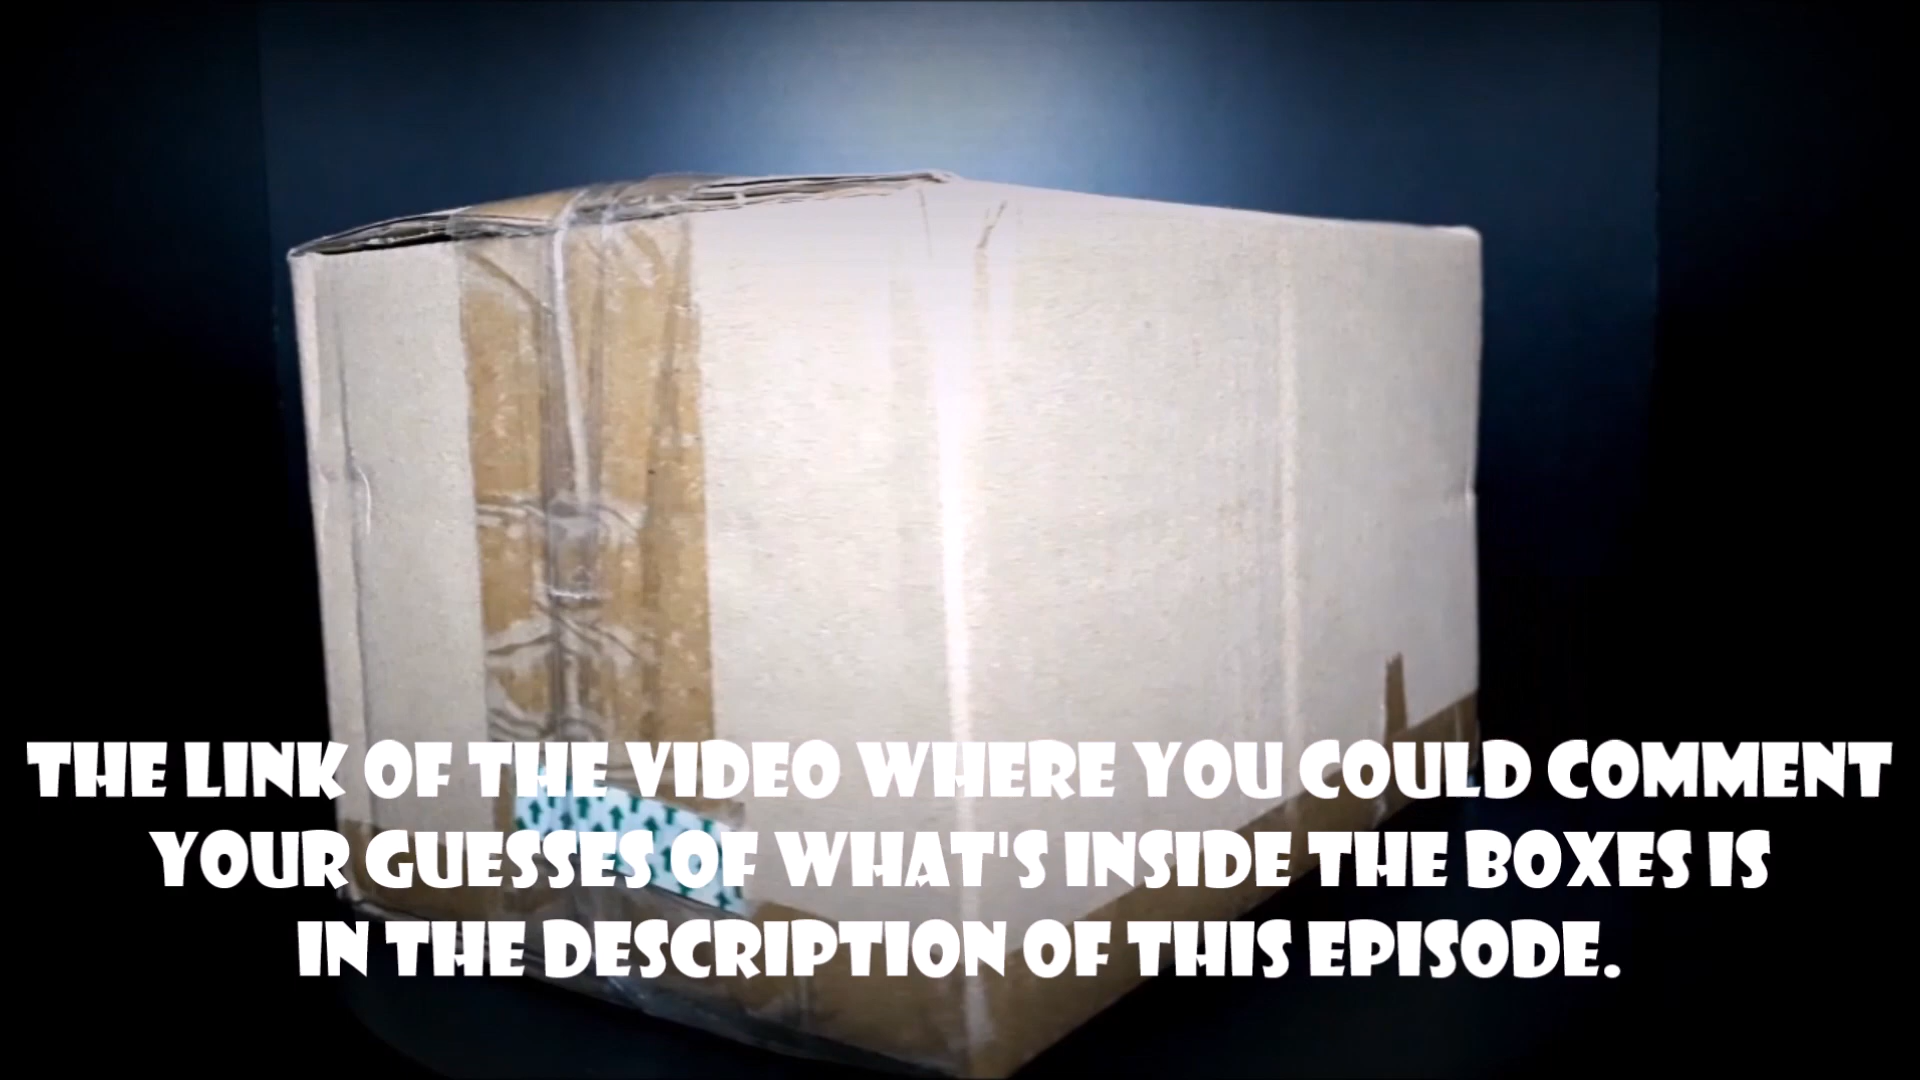 THE LINK OF THE VIDEO WHERE YOU COULD COMMENT
YOUR GUESSES OF WHAT'S INSIDE THE BOXES IS
IN THE DESCRIPTION OF THIS EPISODE.